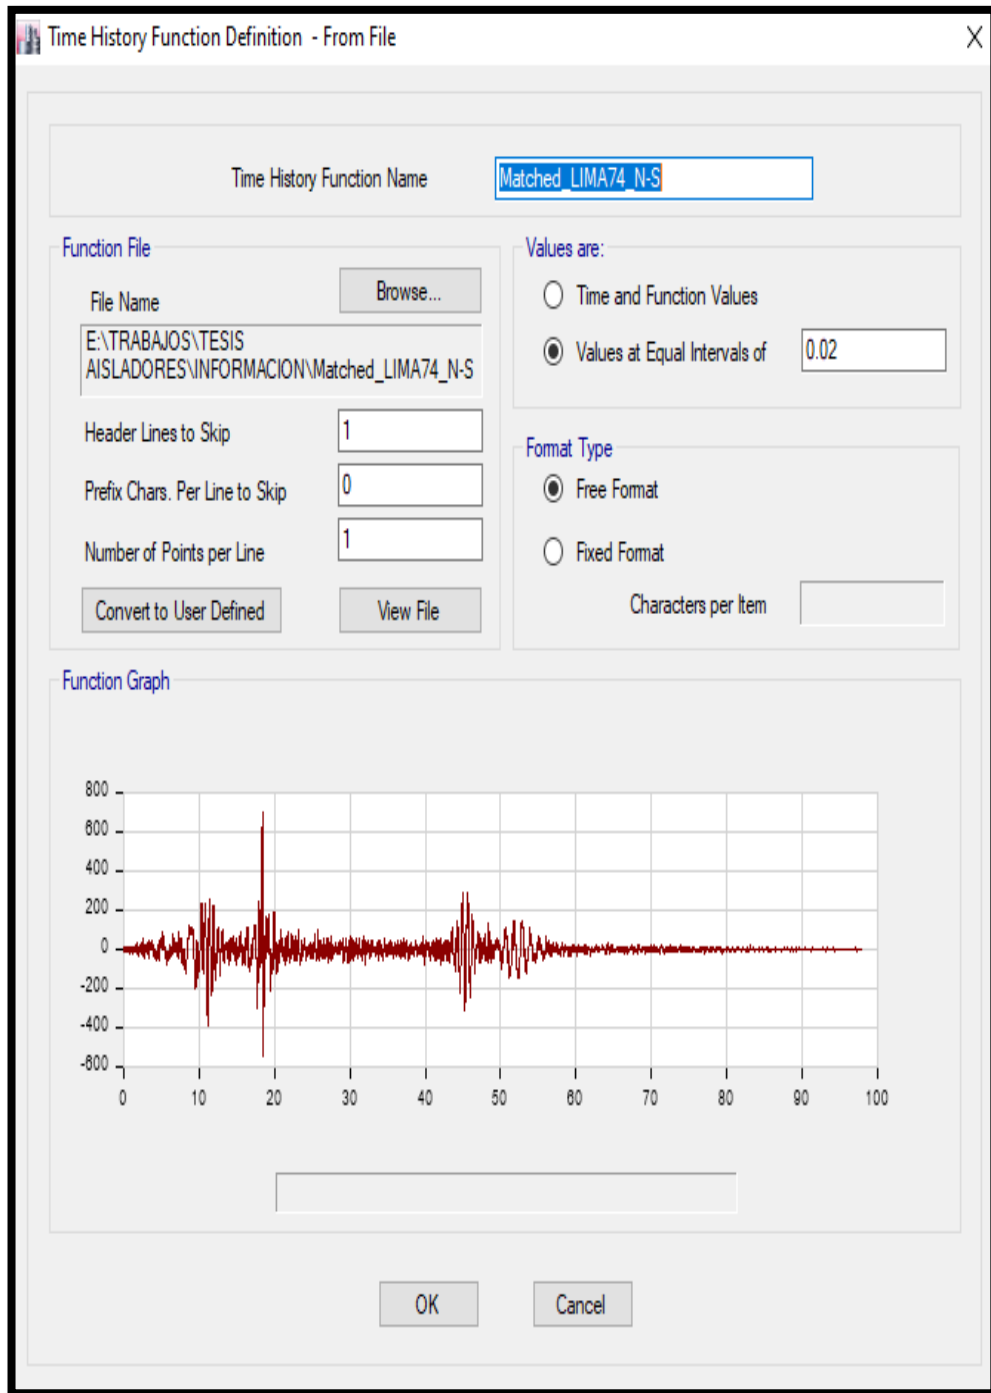 Time History Function Definition - From File
Time History Function Name
Matched_LIMA74_N-S
Function File
File Name
Browse...
E:\TRABAJOS\TESIS
AISLADORES\INFORMACION\Matched_LIMA74_N-S
Header Lines to Skip
1
Prefix Chars. Per Line to Skip
0
Number of Points per Line
1
Convert to User Defined
View File
Values are:
Time and Function Values
Values at Equal Intervals of
0.02
Format Type
Free Format
Fixed Format
Characters per Item
Function Graph
800
600
400
200
0
-200
-400
-600
0 10 20 30 40 50 60 70 80 90 100
OK
Cancel